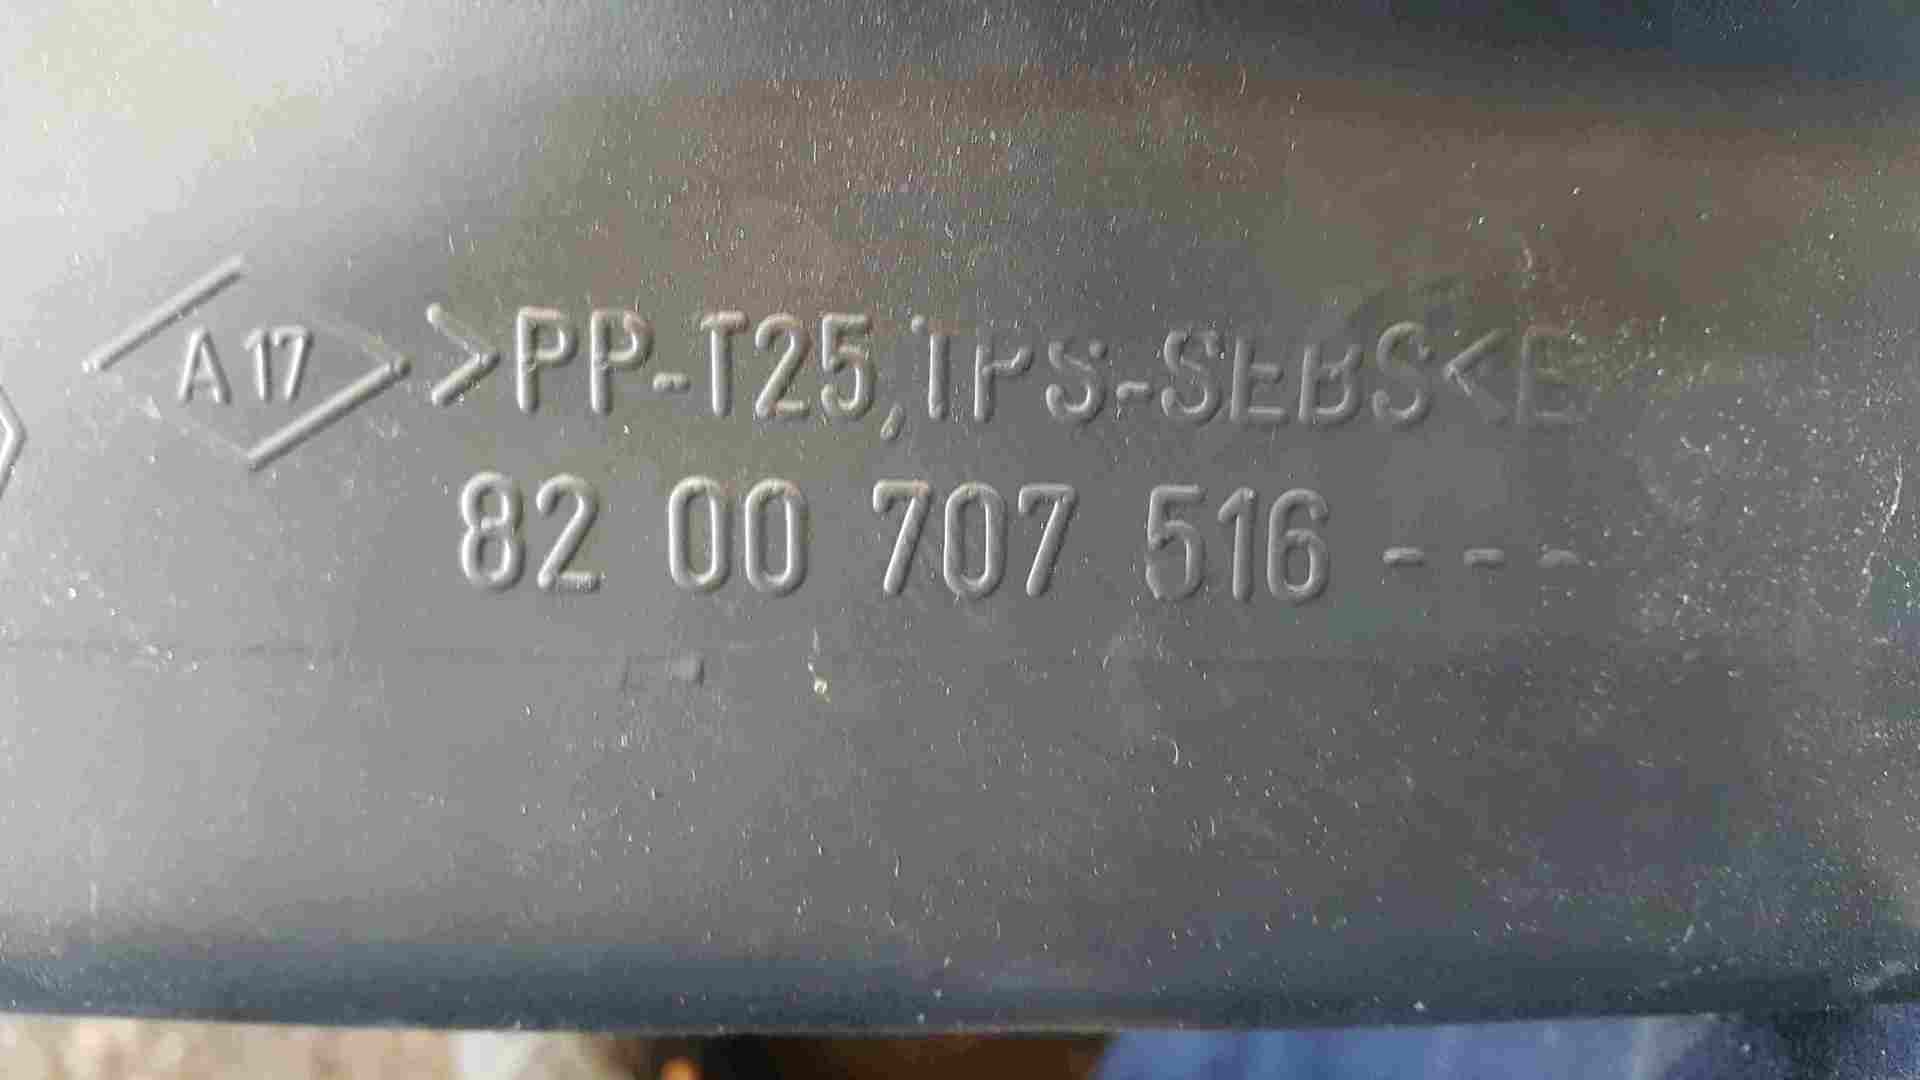 A17 >PP-T25,TPS-SEBS<E
82 00 707 516 ---